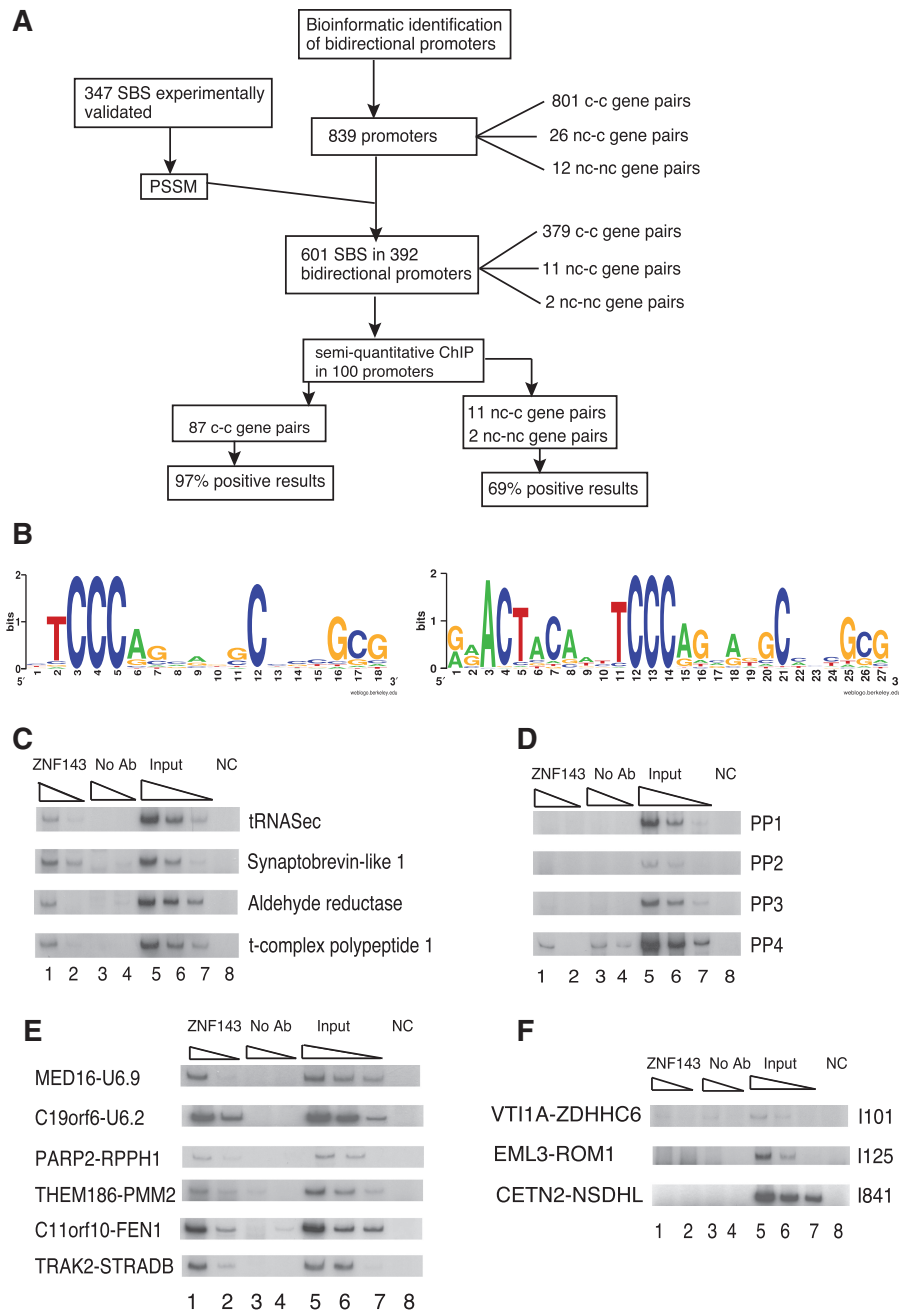 A
Bioinformatic identification
of bidirectional promoters
347 SBS experimentally
validated
839 promoters
801 c-c gene pairs
26 nc-c gene pairs
12 nc-nc gene pairs
PSSM
601 SBS in 392
bidirectional promoters
379 c-c gene pairs
11 nc-c gene pairs
2 nc-nc gene pairs
semi-quantitative ChIP
in 100 promoters
87 c-c gene pairs
11 nc-c gene pairs
2 nc-nc gene pairs
97% positive results
69% positive results
B
2
1
0
bits
5′ 1 2 3 4 5 6 7 8 9 10 11 12 13 14 15 16 17 18 3′
weblogo.berkeley.edu
2
1
0
bits
5′ 1 2 3 4 5 6 7 8 9 10 11 12 13 14 15 16 17 18 19 20 21 22 23 24 25 26 27 3
weblogo.berkeley.edu
C
ZNF143 No Ab Input NC
tRNASec
Synaptobrevin-like 1
Aldehyde reductase
t-complex polypeptide 1
1 2 3 4 5 6 7 8
D
ZNF143 No Ab Input NC
PP1
PP2
PP3
PP4
1 2 3 4 5 6 7 8
E
ZNF143 No Ab Input NC
MED16-U6.9
C19orf6-U6.2
PARP2-RPPH1
THEM186-PMM2
C11orf10-FEN1
TRAK2-STRADB
1 2 3 4 5 6 7 8
F
ZNF143 No Ab Input NC
VTI1A-ZDHHC6 I101
EML3-ROM1 I125
CETN2-NSDHL I841
1 2 3 4 5 6 7 8